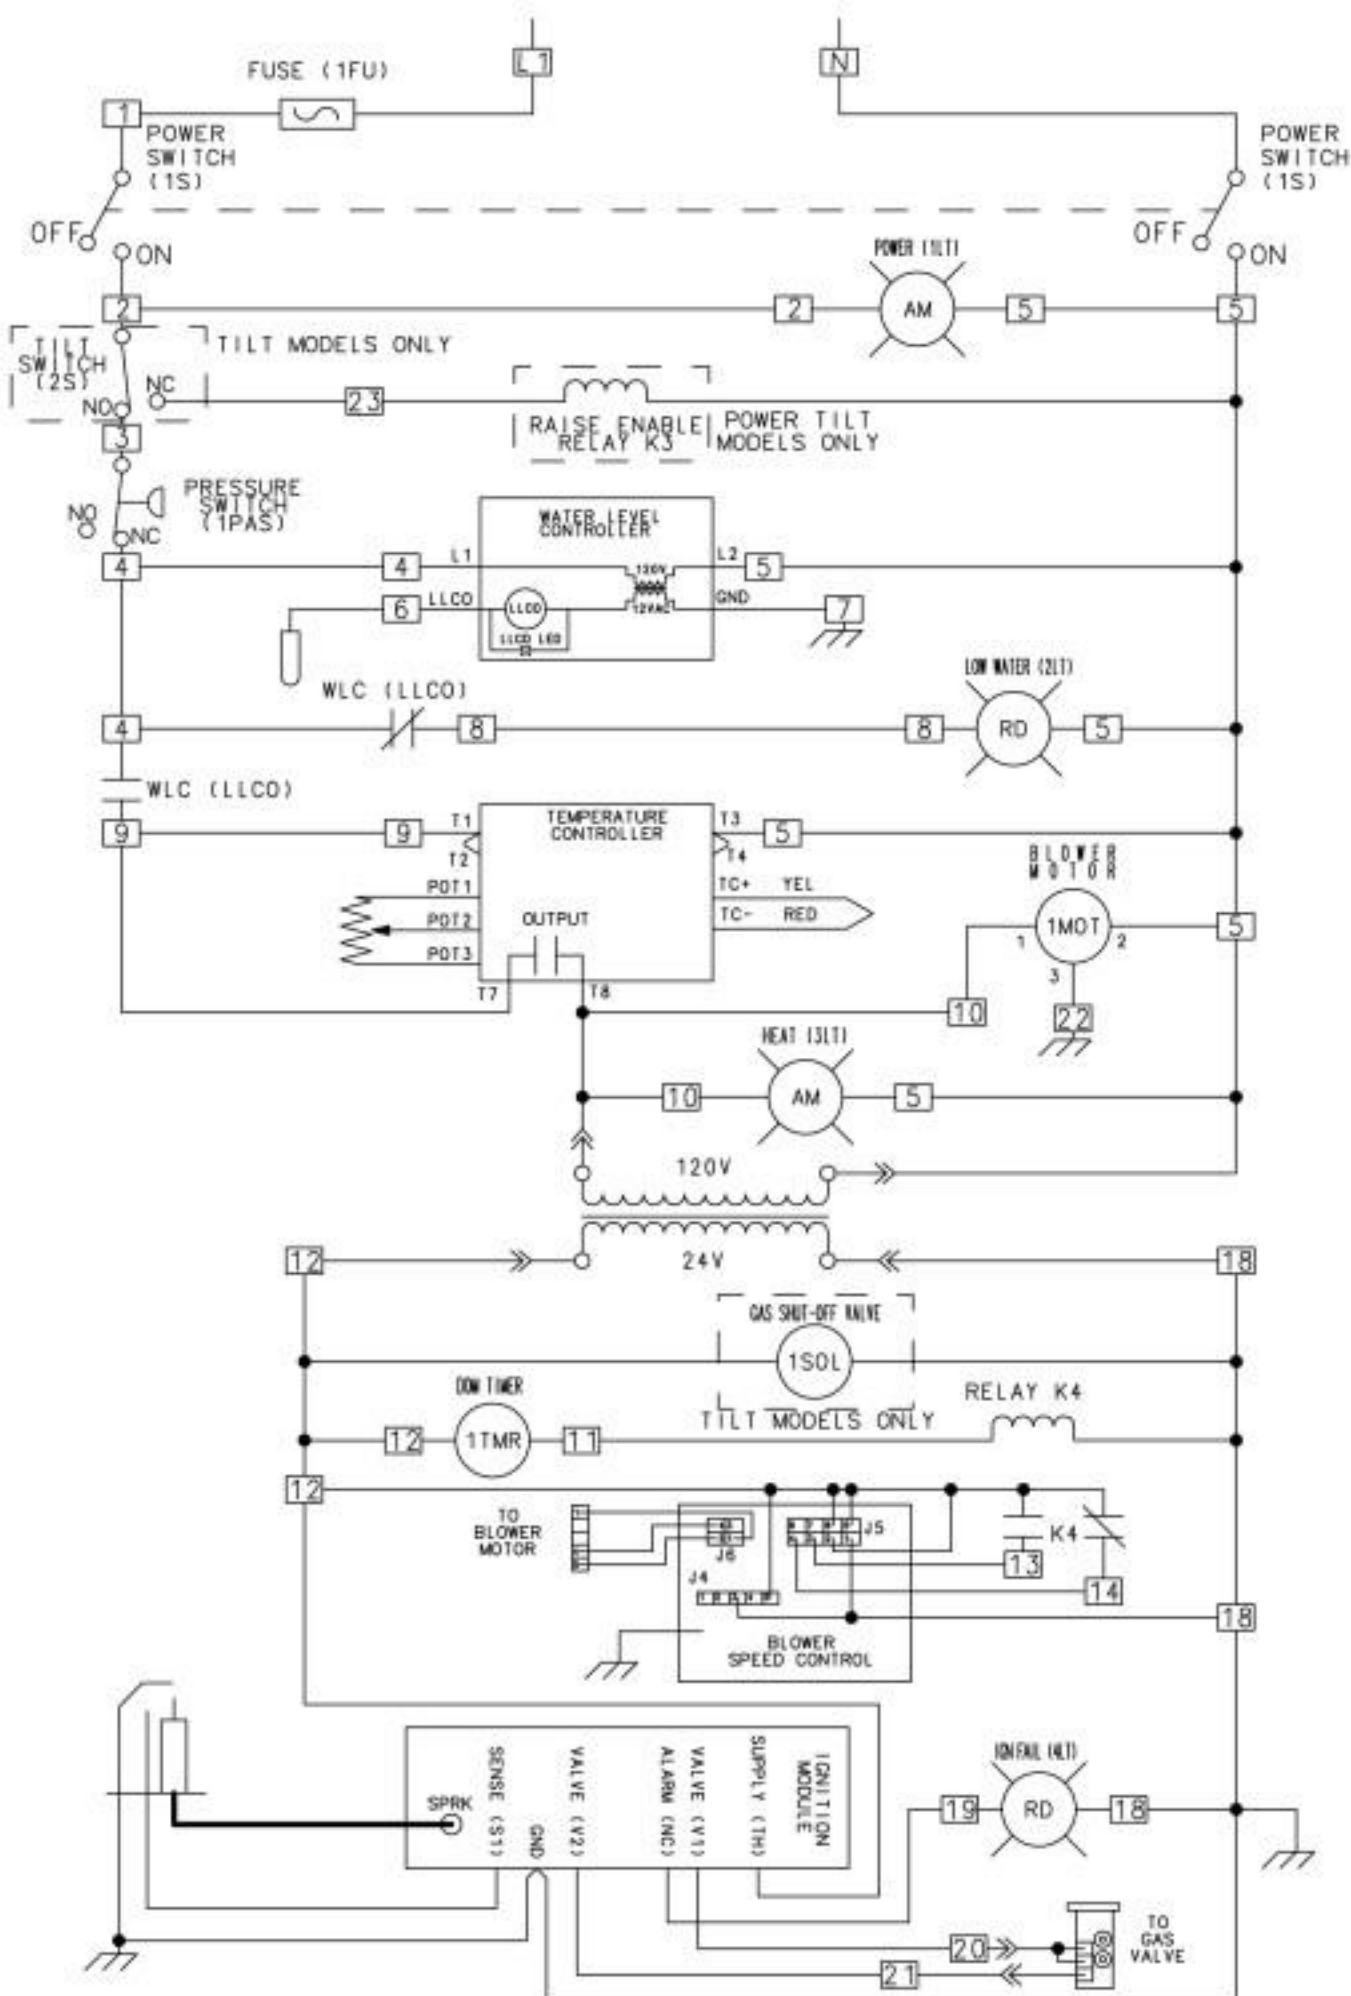 L1
N
FUSE (1FU)
1
POWER
SWITCH
(1S)
POWER
SWITCH
(1S)
OFF
ON
OFF
ON
POWER (1LT)
2
2
AM
5
5
TILT
SWITCH
(2S)
TILT MODELS ONLY
NC
NO
23
RAISE ENABLE
RELAY K3
POWER TILT
MODELS ONLY
3
PRESSURE
SWITCH
(1PAS)
NO
NC
WATER LEVEL
CONTROLLER
4
4
L1
120V
L2
5
6
LLCO
LLCO
12VAC
GND
7
LLCO LED
LOW WATER (2LT)
WLC (LLCO)
4
8
8
RD
5
WLC (LLCO)
TEMPERATURE
CONTROLLER
9
9
T1
T3
5
T2
T4
BLOWER
MOTOR
POT1
TC+
YEL
POT2
OUTPUT
TC-
RED
1MOT
5
1
2
POT3
3
T7
T8
10
22
HEAT (3LT)
10
AM
5
120V
12
24V
18
GAS SHUT-OFF VALVE
1SOL
DOM TIMER
TILT MODELS ONLY
RELAY K4
12
1TMR
11
12
TO
BLOWER
MOTOR
J5
K4
J6
13
J4
14
18
BLOWER
SPEED CONTROL
SPRK
SENSE (S1)
GND
VALVE (V2)
ALARM (NC)
VALVE (V1)
SUPPLY (TH)
IGNITION
MODULE
IGN FAIL (4LT)
19
RD
18
TO
GAS
VALVE
20
21